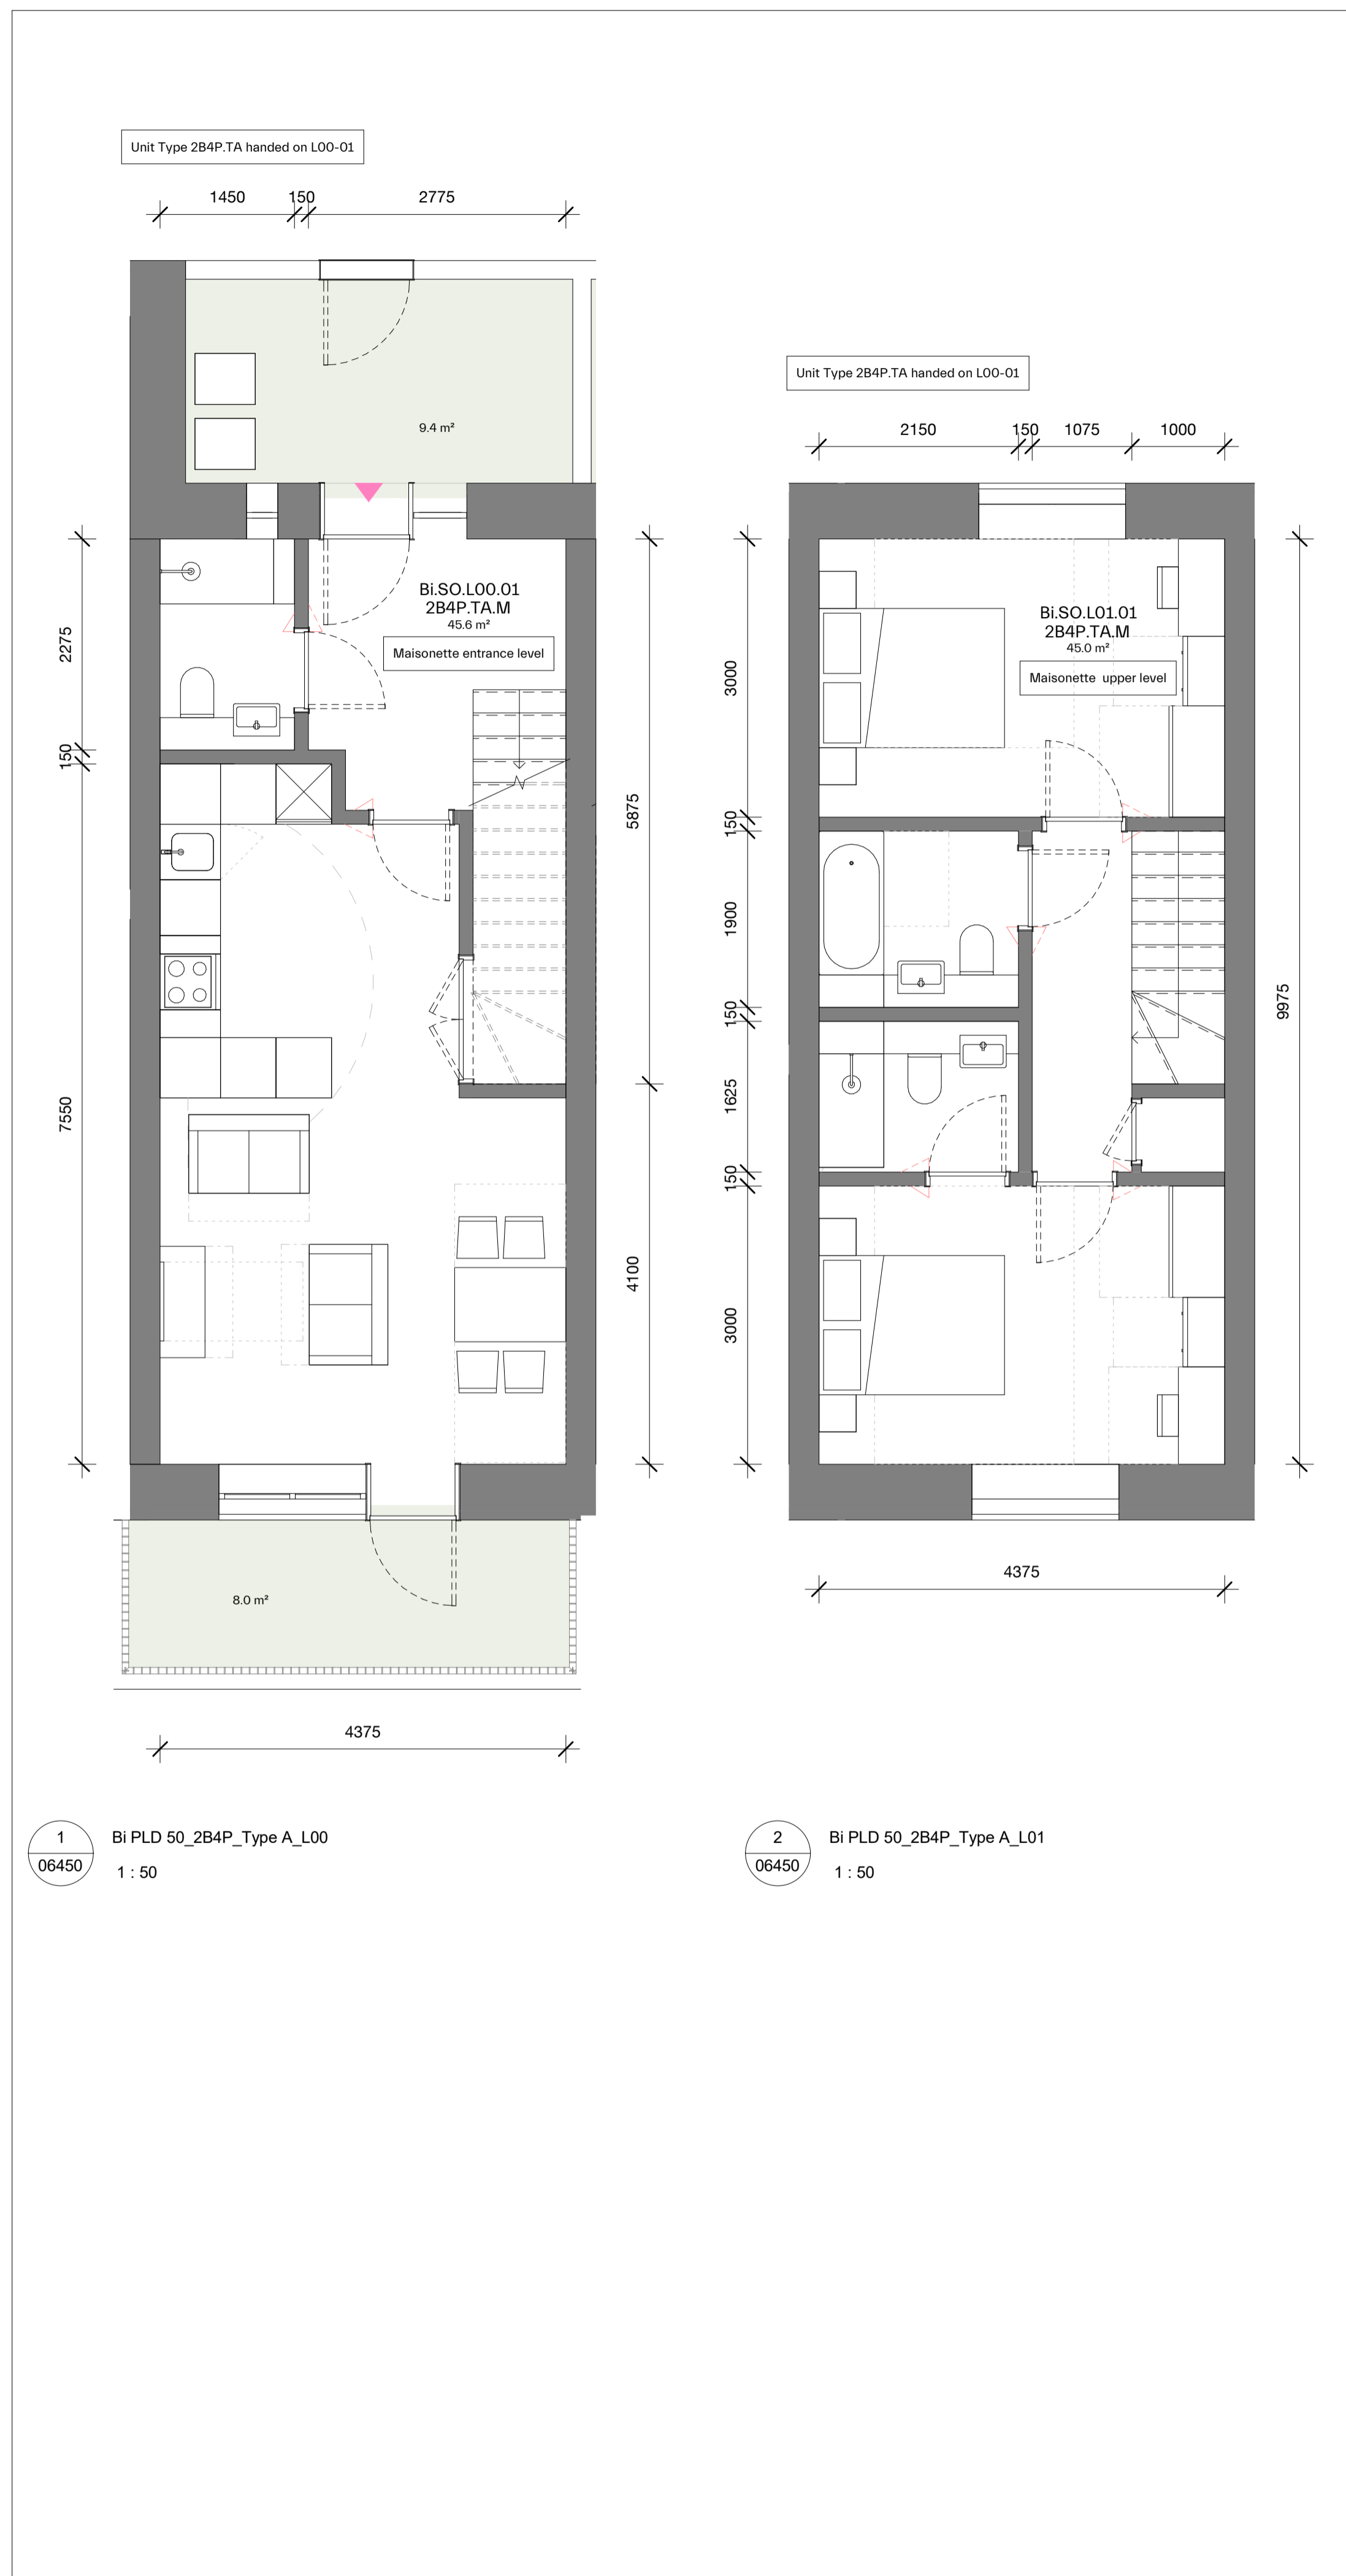 Unit Type 2B4P.TA handed on L00-01
1450
150
2775
9.4 m²
Bi.SO.L00.01
2B4P.TA.M
45.6 m²
Maisonette entrance level
2275
150
7550
5875
4100
8.0 m²
4375
1
06450
Bi PLD 50_2B4P_Type A_L00
1 : 50
Unit Type 2B4P.TA handed on L00-01
2150
150
1075
1000
Bi.SO.L01.01
2B4P.TA.M
45.0 m²
Maisonette upper level
3000
150
1900
150
1625
150
3000
9975
4375
2
06450
Bi PLD 50_2B4P_Type A_L01
1 : 50